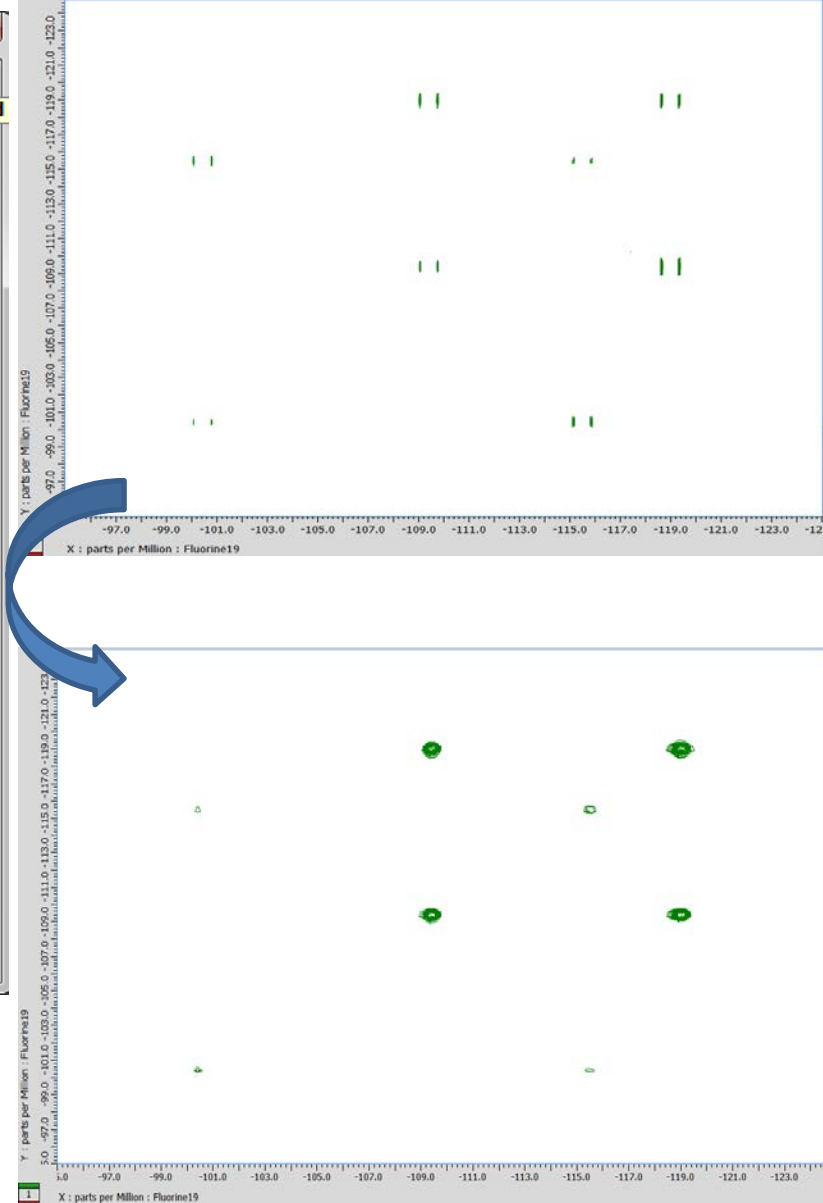 Y : parts per Million : Fluorine19
-123.0 -121.0 -119.0 -117.0 -115.0 -113.0 -111.0 -109.0 -107.0 -105.0 -103.0 -101.0 -99.0 -97.0
-97.0 -99.0 -101.0 -103.0 -105.0 -107.0 -109.0 -111.0 -113.0 -115.0 -117.0 -119.0 -121.0 -123.0
X : parts per Million : Fluorine19
Y : parts per Million : Fluorine19
-121.0 -119.0 -117.0 -115.0 -113.0 -111.0 -109.0 -107.0 -105.0 -103.0 -101.0 -99.0 -97.0
-97.0 -99.0 -101.0 -103.0 -105.0 -107.0 -109.0 -111.0 -113.0 -115.0 -117.0 -119.0 -121.0 -123.0
1
X : parts per Million : Fluorine19